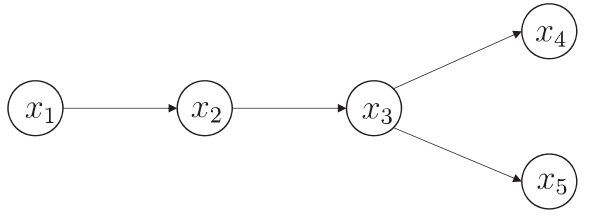 x₄
x₁ x₂ x₃
x₅